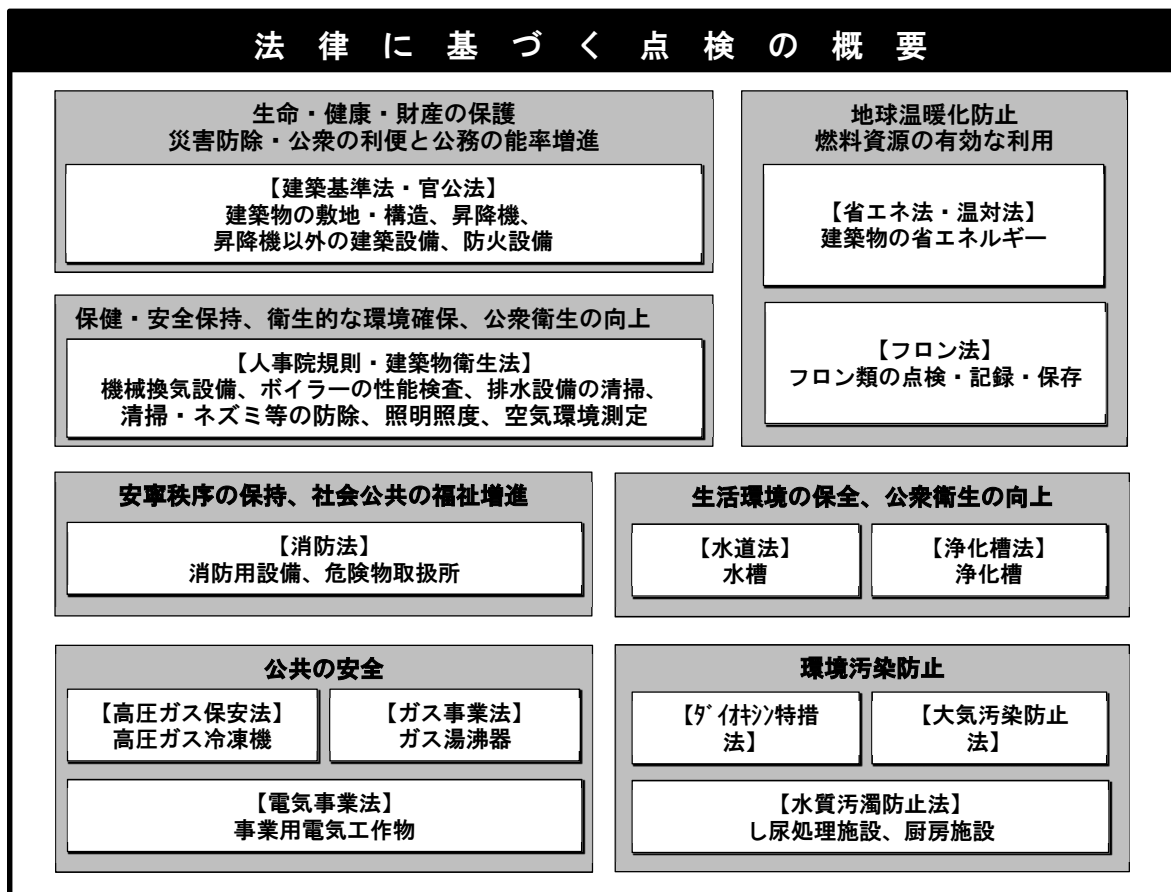 法律に基づく点検の概要
生命・健康・財産の保護
災害防除・公衆の利便と公務の能率増進
【建築基準法・官公法】
建築物の敷地・構造、昇降機、
昇降機以外の建築設備、防火設備
地球温暖化防止
燃料資源の有効な利用
【省エネ法・温対法】
建築物の省エネルギー
【フロン法】
フロン類の点検・記録・保存
保健・安全保持、衛生的な環境確保、公衆衛生の向上
【人事院規則・建築物衛生法】
機械換気設備、ボイラーの性能検査、排水設備の清掃、
清掃・ネズミ等の防除、照明照度、空気環境測定
安寧秩序の保持、社会公共の福祉増進
【消防法】
消防用設備、危険物取扱所
生活環境の保全、公衆衛生の向上
【水道法】
水槽
【浄化槽法】
浄化槽
公共の安全
【高圧ガス保安法】
高圧ガス冷凍機
【ガス事業法】
ガス湯沸器
【電気事業法】
事業用電気工作物
環境汚染防止
【ﾀﾞｲｵｷｼﾝ特措
法】
【大気汚染防止
法】
【水質汚濁防止法】
し尿処理施設、厨房施設